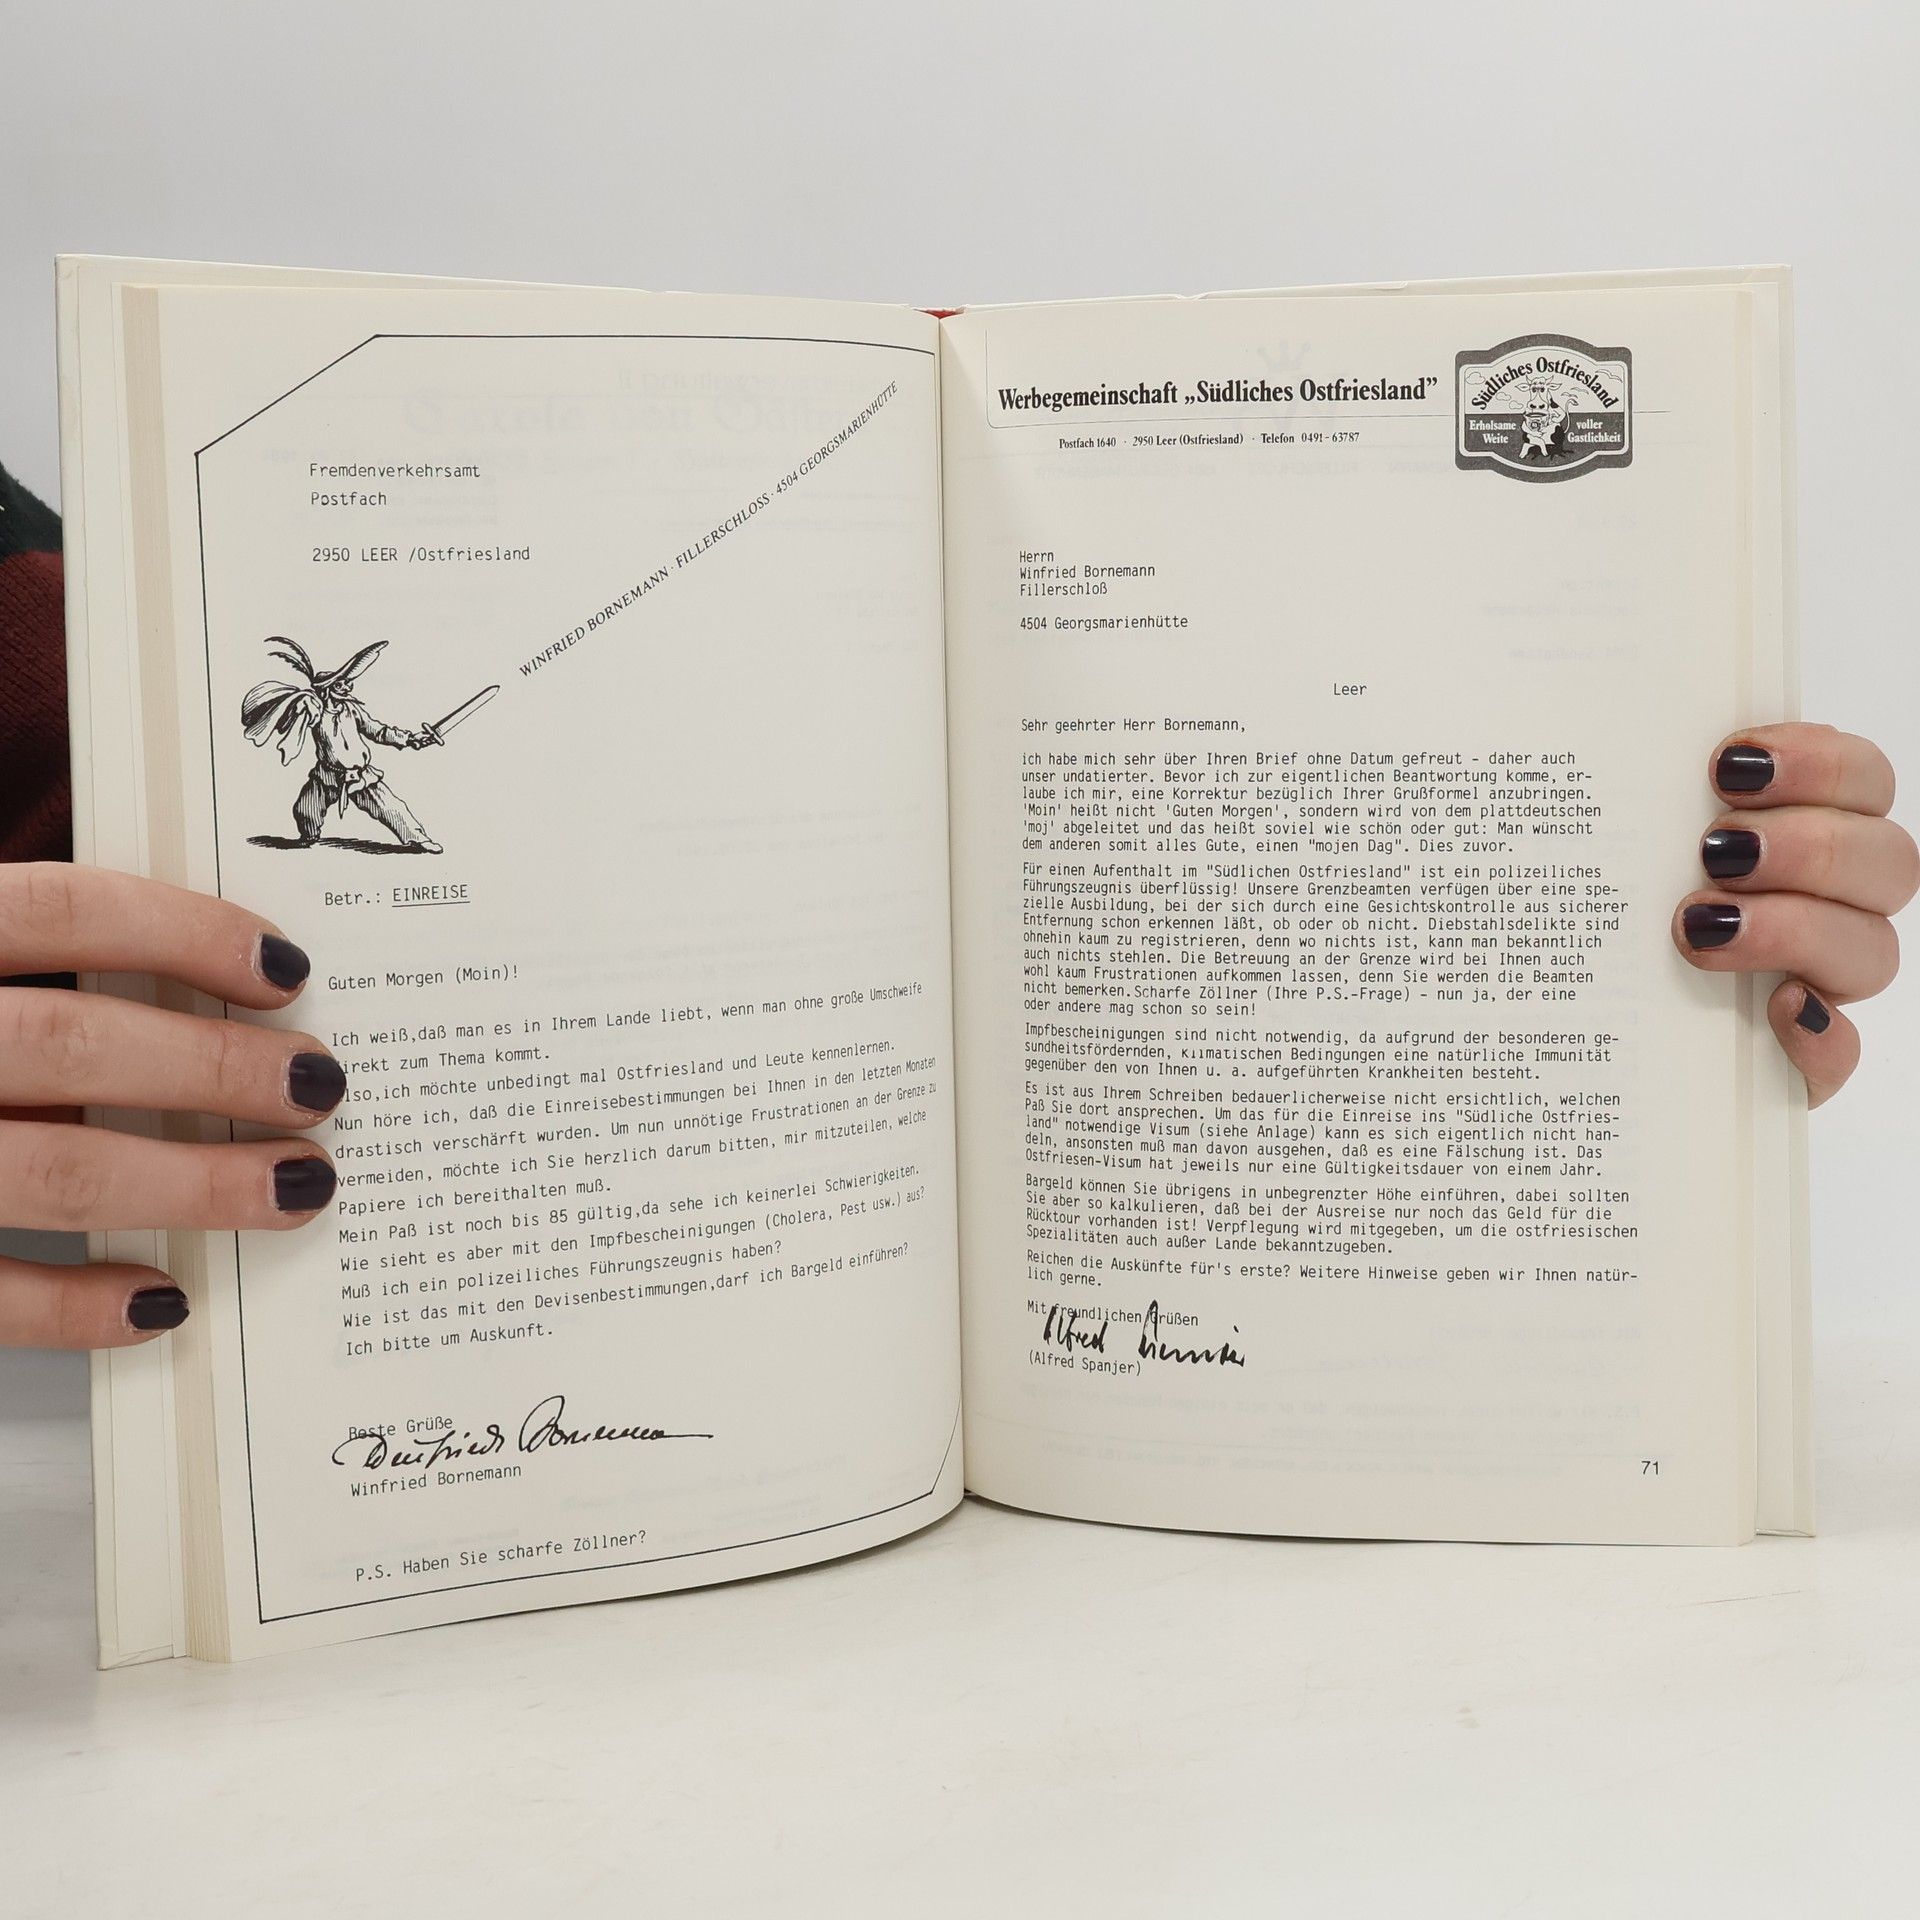 Fremdenverkehrsamt
Postfach
2950 LEER /Ostfriesland
WINFRIED BORNEMANN · FILLERSCHLOSS · 4504 GEORGSMARIENHÜTTE
Betr.: EINREISE
Guten Morgen (Moin)!
Ich weiß,daß man es in Ihrem Lande liebt, wenn man ohne große Umschweife
direkt zum Thema kommt.
Also,ich möchte unbedingt mal Ostfriesland und Leute kennenlernen.
Nun höre ich, daß die Einreisebestimmungen bei Ihnen in den letzten Monaten
drastisch verschärft wurden. Um nun unnötige Frustrationen an der Grenze zu
vermeiden, möchte ich Sie herzlich darum bitten, mir mitzuteilen, welche
Papiere ich bereithalten muß.
Mein Paß ist noch bis 85 gültig,da sehe ich keinerlei Schwierigkeiten.
Wie sieht es aber mit den Impfbescheinigungen (Cholera, Pest usw.) aus?
Muß ich ein polizeiliches Führungszeugnis haben?
Wie ist das mit den Devisenbestimmungen,darf ich Bargeld einführen?
Ich bitte um Auskunft.
Beste Grüße
Winfried Bornemann
Winfried Bornemann
P.S. Haben Sie scharfe Zöllner?
Werbegemeinschaft „Südliches Ostfriesland”
Postfach 1640 · 2950 Leer (Ostfriesland) · Telefon 0491-63787
Südliches Ostfriesland
Erholsame Weite
voller Gastlichkeit
Herrn
Winfried Bornemann
Fillerschloß
4504 Georgsmarienhütte
Leer
Sehr geehrter Herr Bornemann,
ich habe mich sehr über Ihren Brief ohne Datum gefreut - daher auch
unser undatierter. Bevor ich zur eigentlichen Beantwortung komme, er-
laube ich mir, eine Korrektur bezüglich Ihrer Grußformel anzubringen.
'Moin' heißt nicht 'Guten Morgen', sondern wird von dem plattdeutschen
'moj' abgeleitet und das heißt soviel wie schön oder gut: Man wünscht
dem anderen somit alles Gute, einen "mojen Dag". Dies zuvor.
Für einen Aufenthalt im "Südlichen Ostfriesland" ist ein polizeiliches
Führungszeugnis überflüssig! Unsere Grenzbeamten verfügen über eine spe-
zielle Ausbildung, bei der sich durch eine Gesichtskontrolle aus sicherer
Entfernung schon erkennen läßt, ob oder ob nicht. Diebstahlsdelikte sind
ohnehin kaum zu registrieren, denn wo nichts ist, kann man bekanntlich
auch nichts stehlen. Die Betreuung an der Grenze wird bei Ihnen auch
wohl kaum Frustrationen aufkommen lassen, denn Sie werden die Beamten
nicht bemerken.Scharfe Zöllner (Ihre P.S.-Frage) - nun ja, der eine
oder andere mag schon so sein!
Impfbescheinigungen sind nicht notwendig, da aufgrund der besonderen ge-
sundheitsfördernden, klimatischen Bedingungen eine natürliche Immunität
gegenüber den von Ihnen u. a. aufgeführten Krankheiten besteht.
Es ist aus Ihrem Schreiben bedauerlicherweise nicht ersichtlich, welchen
Paß Sie dort ansprechen. Um das für die Einreise ins "Südliche Ostfries-
land" notwendige Visum (siehe Anlage) kann es sich eigentlich nicht han-
deln, ansonsten muß man davon ausgehen, daß es eine Fälschung ist. Das
Ostfriesen-Visum hat jeweils nur eine Gültigkeitsdauer von einem Jahr.
Bargeld können Sie übrigens in unbegrenzter Höhe einführen, dabei sollten
Sie aber so kalkulieren, daß bei der Ausreise nur noch das Geld für die
Rücktour vorhanden ist! Verpflegung wird mitgegeben, um die ostfriesischen
Spezialitäten auch außer Lande bekanntzugeben.
Reichen die Auskünfte für's erste? Weitere Hinweise geben wir Ihnen natür-
lich gerne.
Mit freundlichen Grüßen
Alfred
(Alfred Spanjer)
71